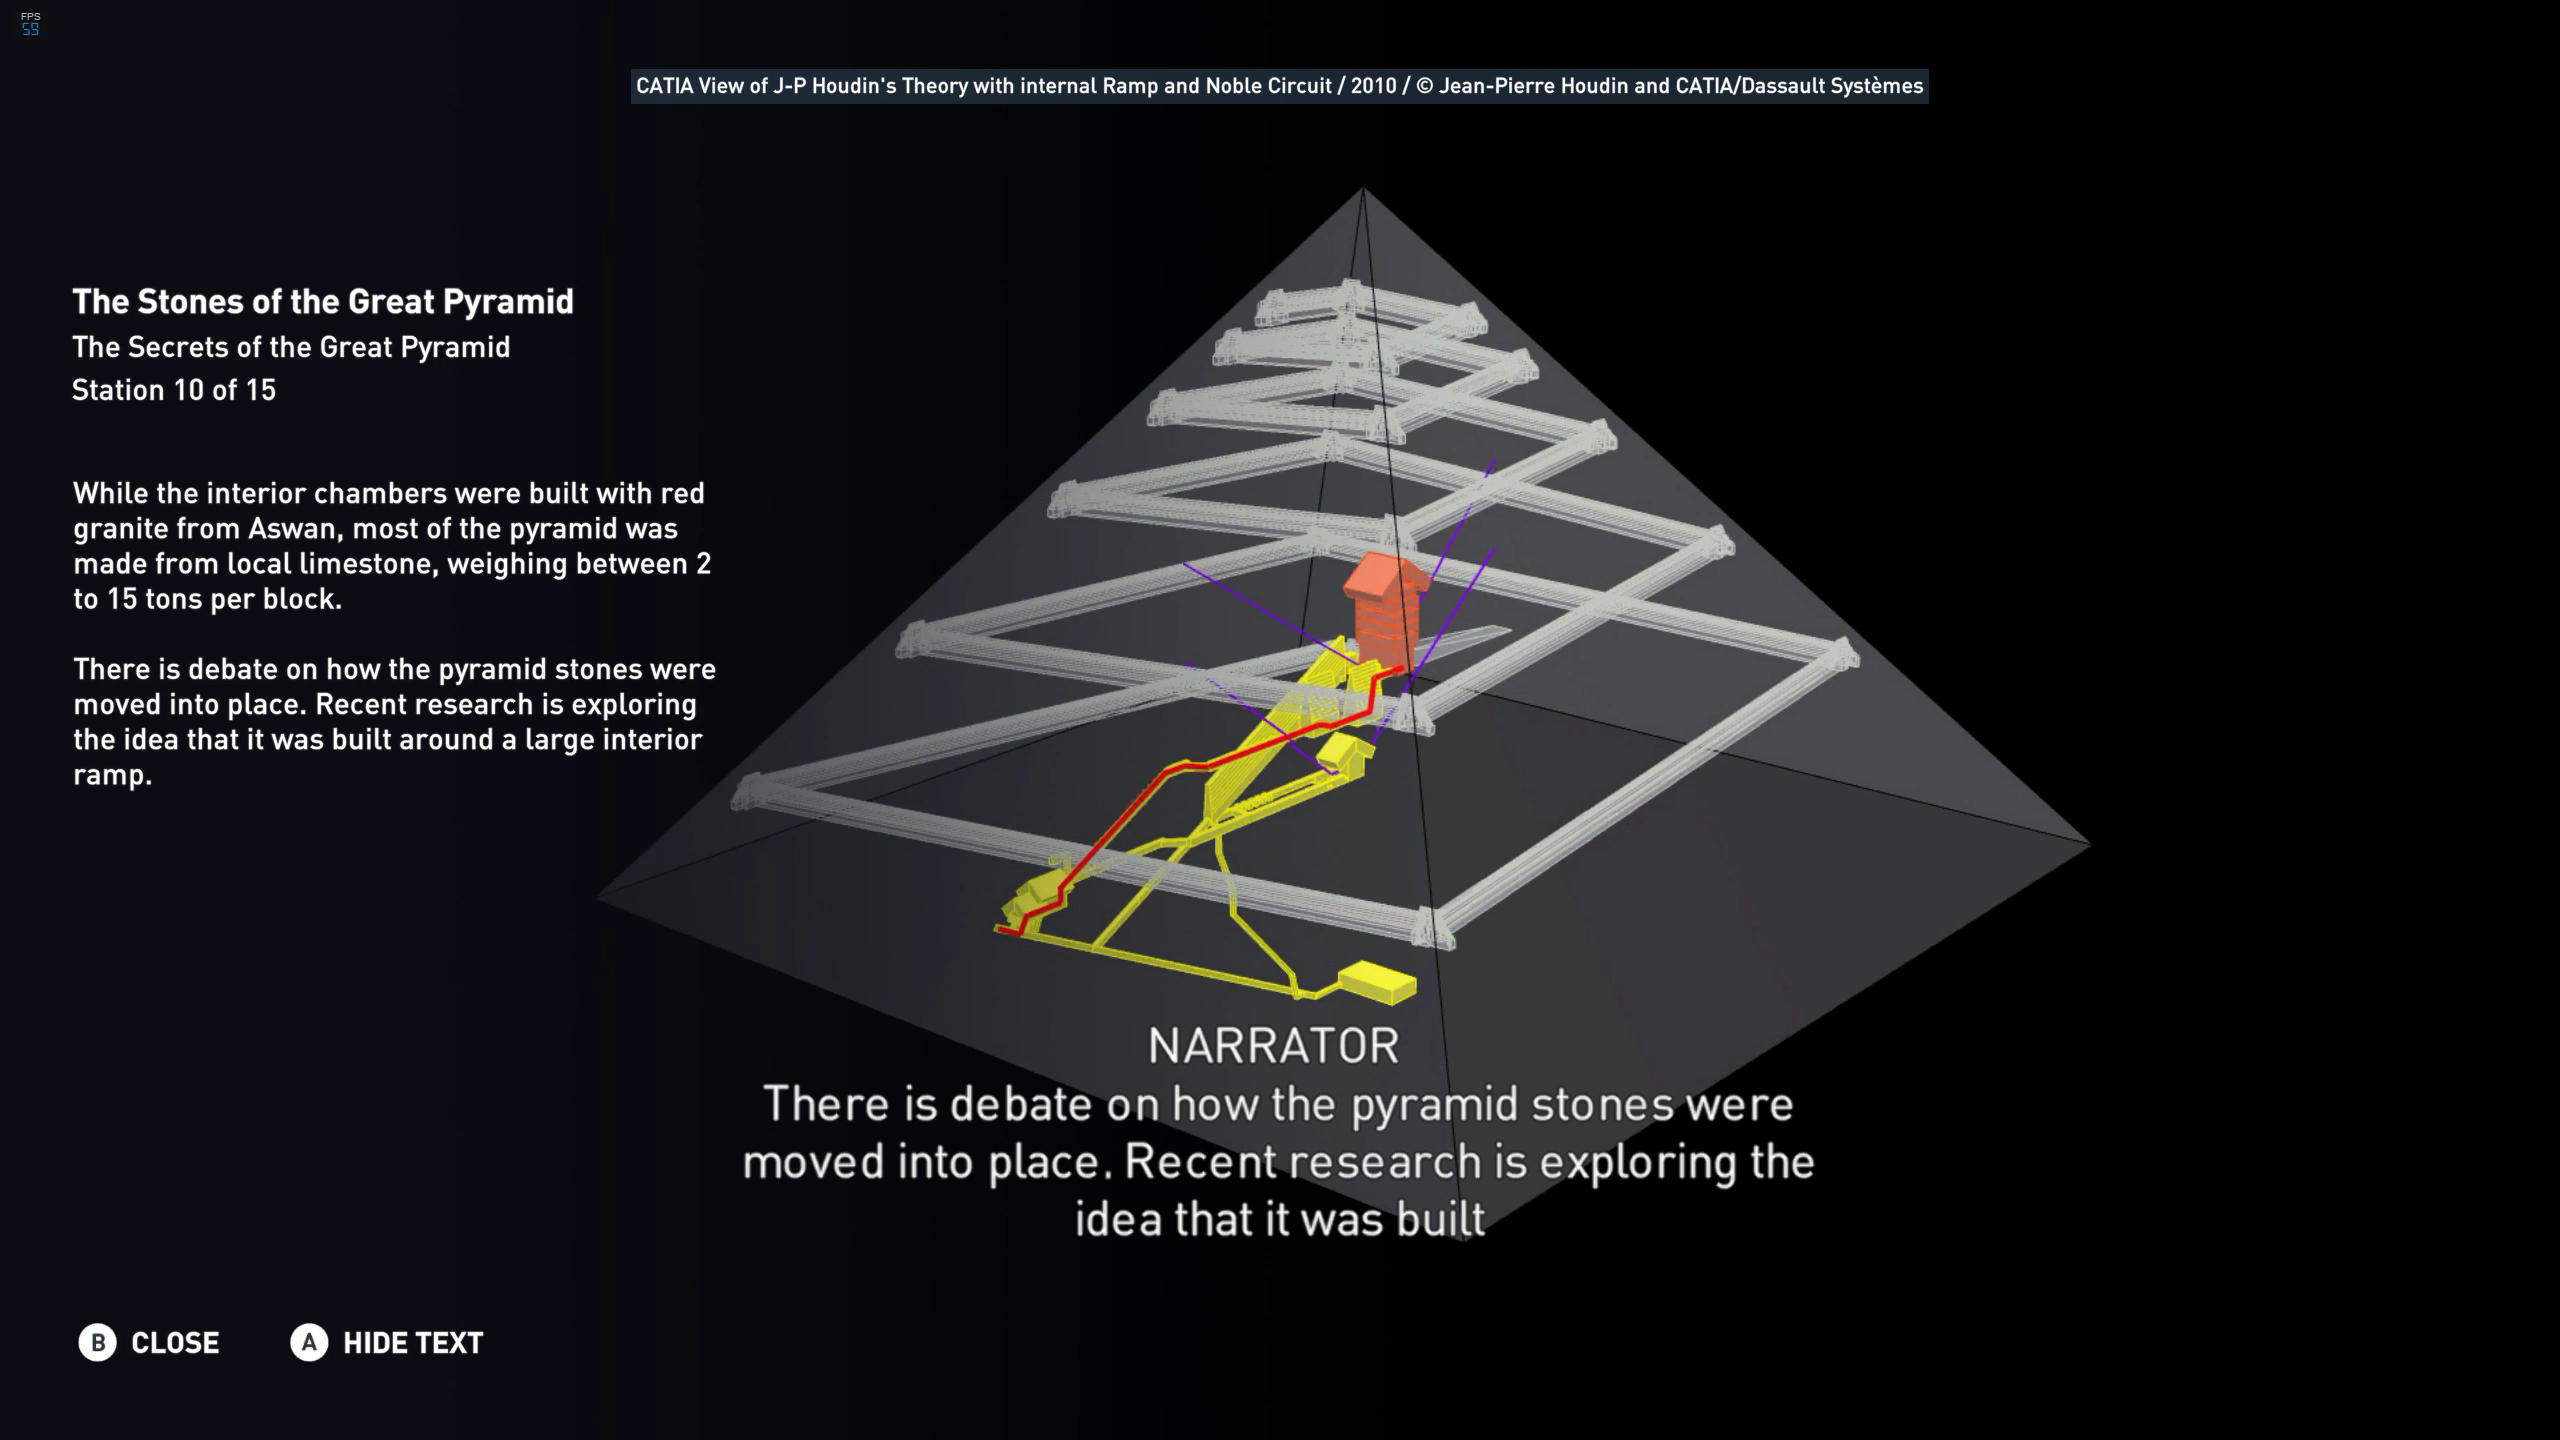 FPS
59
CATIA View of J-P Houdin's Theory with internal Ramp and Noble Circuit / 2010 / © Jean-Pierre Houdin and CATIA/Dassault Systèmes
The Stones of the Great Pyramid
The Secrets of the Great Pyramid
Station 10 of 15
While the interior chambers were built with red
granite from Aswan, most of the pyramid was
made from local limestone, weighing between 2
to 15 tons per block.
There is debate on how the pyramid stones were
moved into place. Recent research is exploring
the idea that it was built around a large interior
ramp.
NARRATOR
There is debate on how the pyramid stones were
moved into place. Recent research is exploring the
idea that it was built
B CLOSE A HIDE TEXT